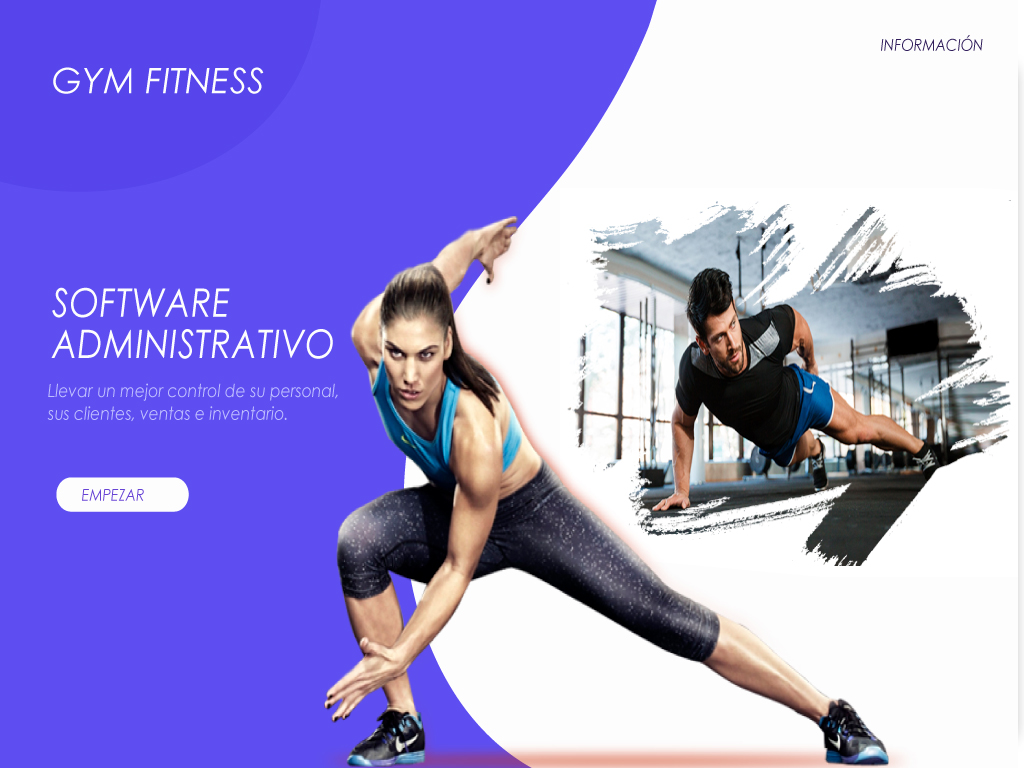 INFORMACIÓN
GYM FITNESS
SOFTWARE
ADMINISTRATIVO
Llevar un mejor control de su personal,
sus clientes, ventas e inventario.
EMPEZAR